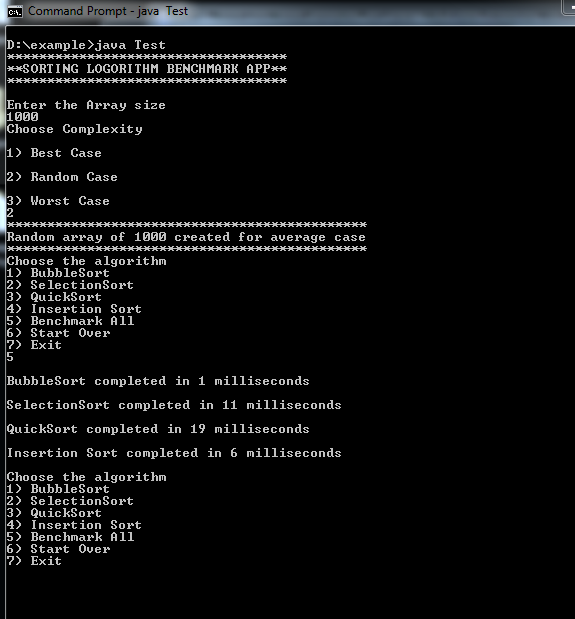 Command Prompt - java Test
D:\example>java Test
***********************************
**SORTING LOGORITHM BENCHMARK APP**
***********************************
Enter the Array size
1000
Choose Complexity
1) Best Case
2) Random Case
3) Worst Case
2
*********************************************
Random array of 1000 created for average case
*********************************************
Choose the algorithm
1) BubbleSort
2) SelectionSort
3) QuickSort
4) Insertion Sort
5) Benchmark All
6) Start Over
7) Exit
5
BubbleSort completed in 1 milliseconds
SelectionSort completed in 11 milliseconds
QuickSort completed in 19 milliseconds
Insertion Sort completed in 6 milliseconds
Choose the algorithm
1) BubbleSort
2) SelectionSort
3) QuickSort
4) Insertion Sort
5) Benchmark All
6) Start Over
7) Exit